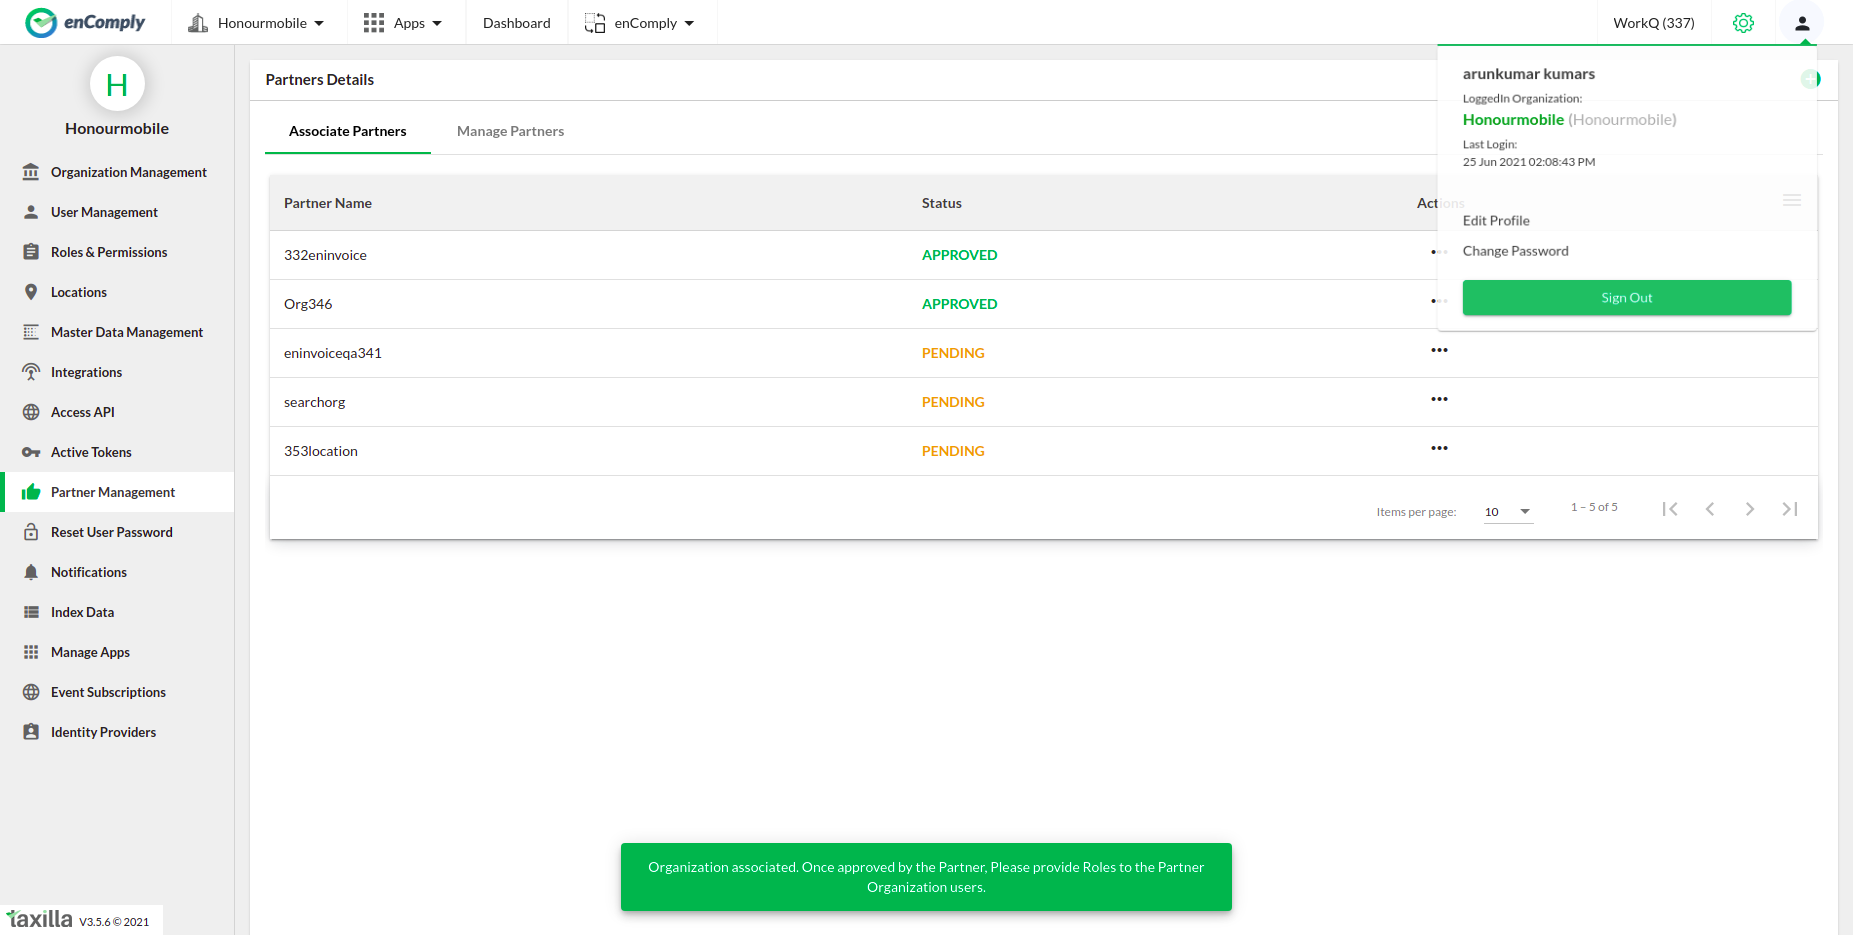 enComply
Honourmobile
Apps
Dashboard
enComply
WorkQ (337)
H
Honourmobile
Organization Management
User Management
Roles & Permissions
Locations
Master Data Management
Integrations
Access API
Active Tokens
Partner Management
Reset User Password
Notifications
Index Data
Manage Apps
Event Subscriptions
Identity Providers
taxilla V3.5.6 © 2021
Partners Details
Associate Partners
Manage Partners
Partner Name Status Actions
332eninvoice APPROVED
Org346 APPROVED
eninvoiceqa341 PENDING
searchorg PENDING
353location PENDING
Items per page: 10 1 – 5 of 5
arunkumar kumars
LoggedIn Organization:
Honourmobile (Honourmobile)
Last Login:
25 Jun 2021 02:08:43 PM
Edit Profile
Change Password
Sign Out
Organization associated. Once approved by the Partner, Please provide Roles to the Partner
Organization users.